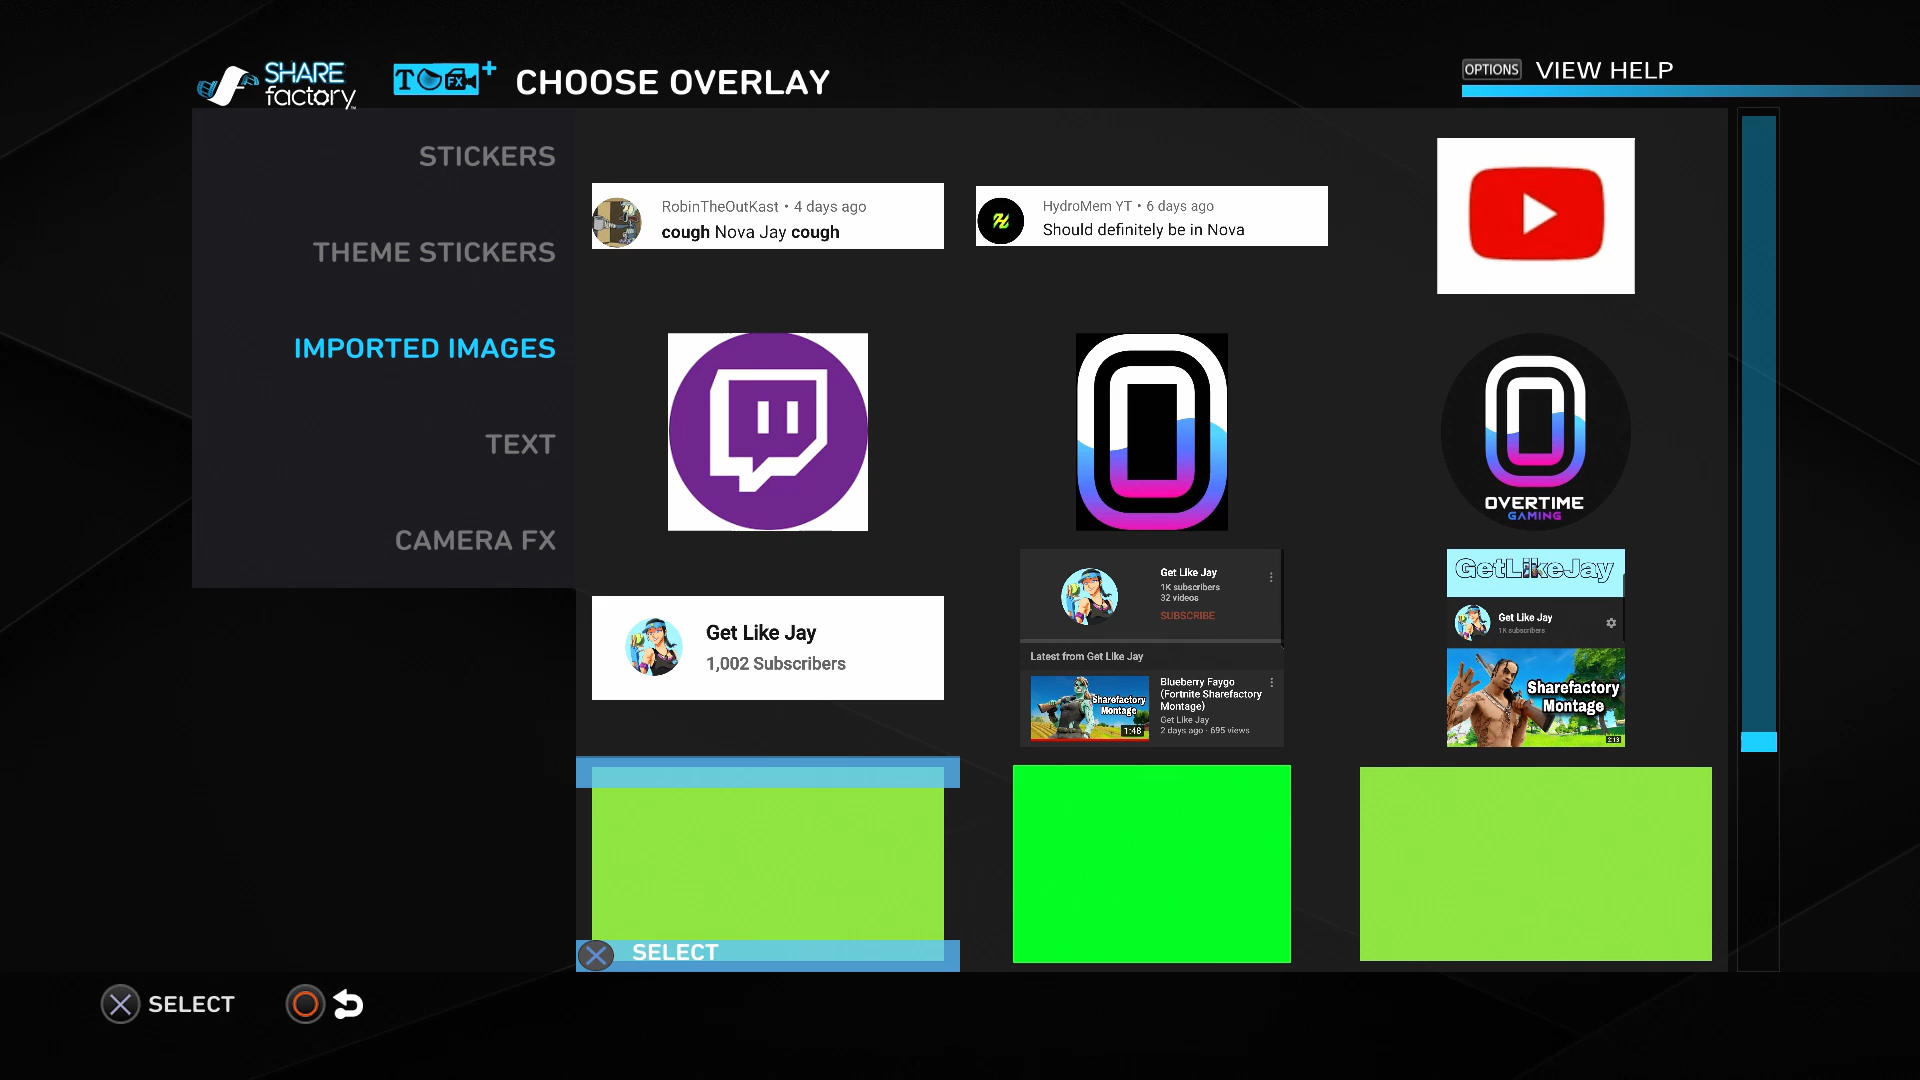 SHARE
factory™
T FX +
CHOOSE OVERLAY
OPTIONS VIEW HELP
STICKERS
THEME STICKERS
IMPORTED IMAGES
TEXT
CAMERA FX
RobinTheOutKast • 4 days ago
cough Nova Jay cough
HydroMem YT • 6 days ago
Should definitely be in Nova
OVERTIME
GAMING
Get Like Jay
1,002 Subscribers
Get Like Jay
1K subscribers
32 videos
SUBSCRIBE
Latest from Get Like Jay
Sharefactory
Montage
1:48
Blueberry Faygo
(Fortnite Sharefactory
Montage)
Get Like Jay
2 days ago · 695 views
GetLikeJay
Get Like Jay
1K subscribers
Sharefactory
Montage
2:13
SELECT
SELECT